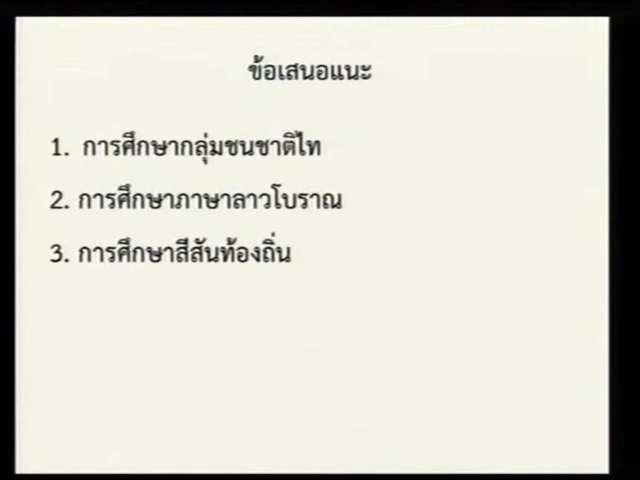 ข้อเสนอแนะ
1. การศึกษากลุ่มชนชาติไท
2. การศึกษาภาษาลาวโบราณ
3. การศึกษาสีสันท้องถิ่น